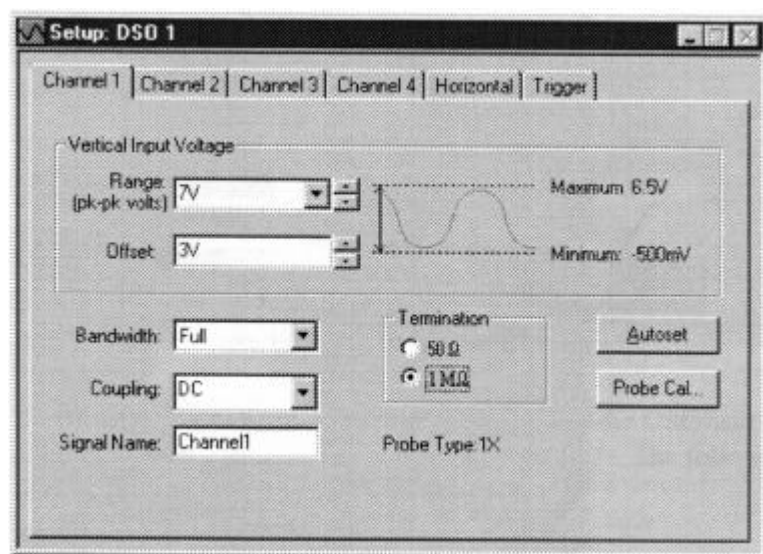 Setup: DSO 1
Channel 1 Channel 2 Channel 3 Channel 4 Horizontal Trigger
Vertical Input Voltage
Range: 7V Maximum 6.5V
(pk-pk volts)
Offset: 3V Minimum: -500mV
Bandwidth: Full
Termination
50 Ω
1 MΩ
Autoset
Coupling: DC
Probe Cal...
Signal Name: Channel1
Probe Type: 1X